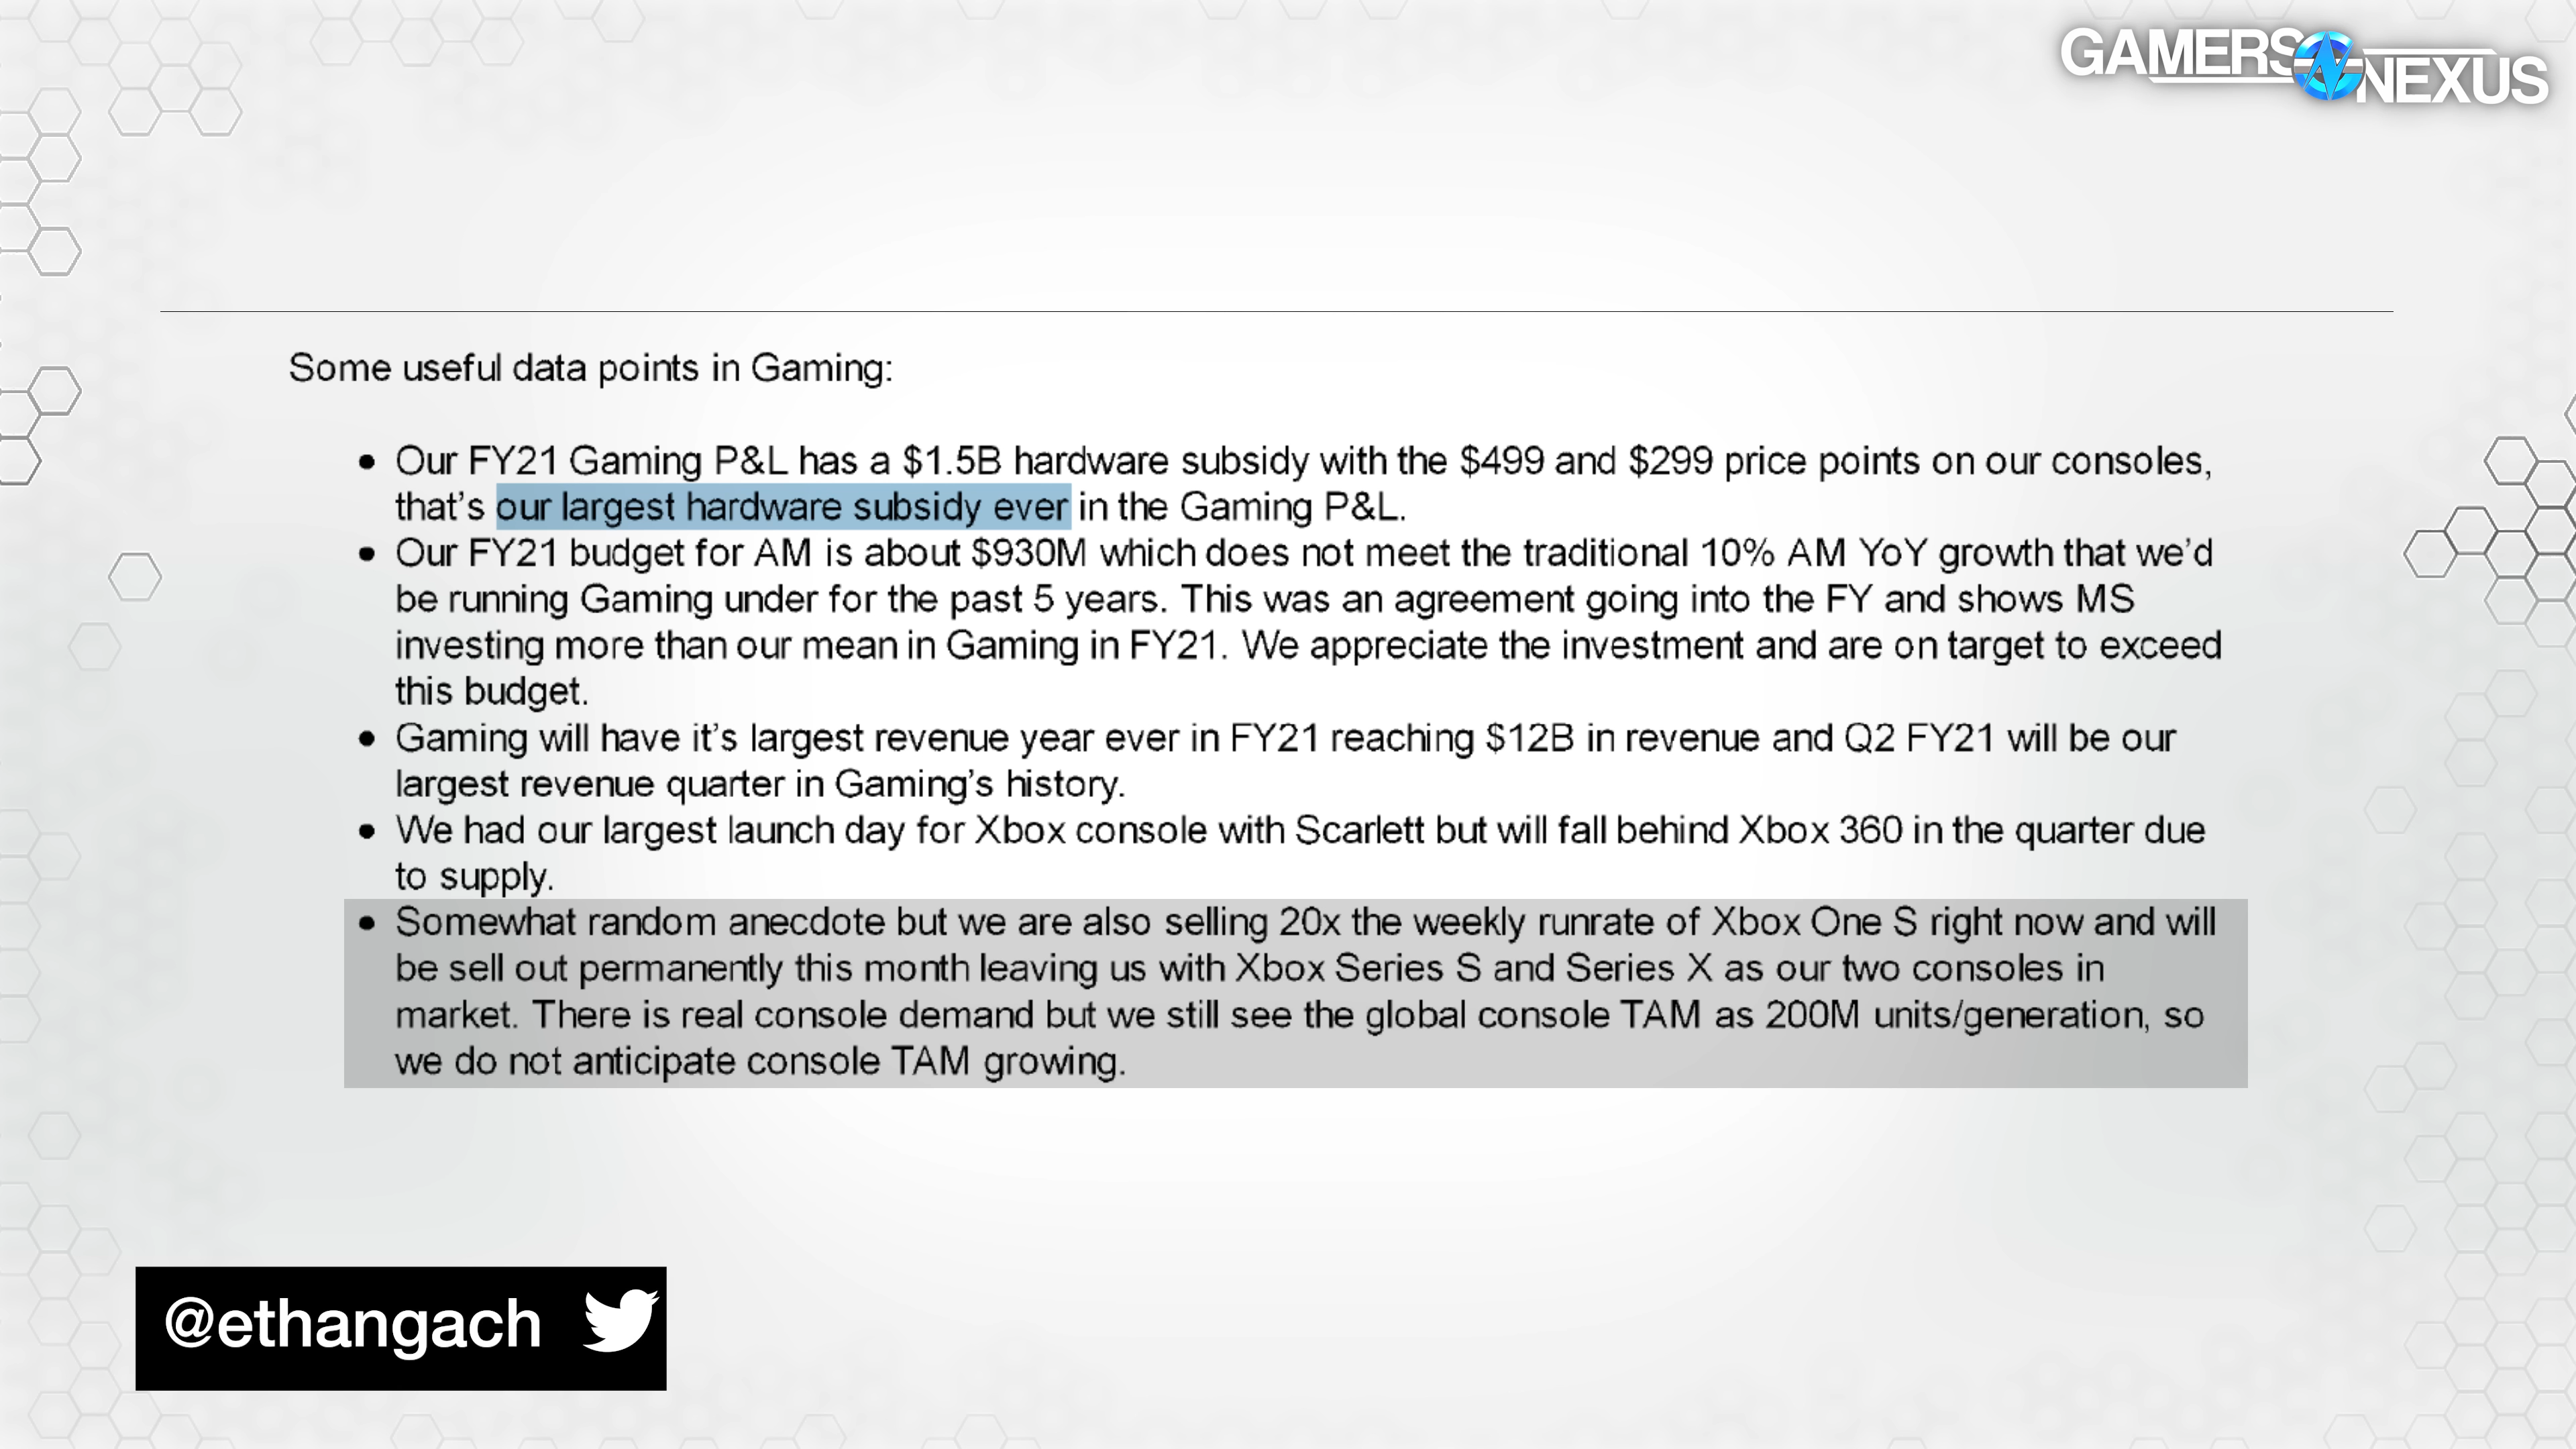 GAMERS NEXUS
Some useful data points in Gaming:
• Our FY21 Gaming P&L has a $1.5B hardware subsidy with the $499 and $299 price points on our consoles,
that's our largest hardware subsidy ever in the Gaming P&L.
• Our FY21 budget for AM is about $930M which does not meet the traditional 10% AM YoY growth that we'd
be running Gaming under for the past 5 years. This was an agreement going into the FY and shows MS
investing more than our mean in Gaming in FY21. We appreciate the investment and are on target to exceed
this budget.
• Gaming will have it's largest revenue year ever in FY21 reaching $12B in revenue and Q2 FY21 will be our
largest revenue quarter in Gaming's history.
• We had our largest launch day for Xbox console with Scarlett but will fall behind Xbox 360 in the quarter due
to supply.
• Somewhat random anecdote but we are also selling 20x the weekly runrate of Xbox One S right now and will
be sell out permanently this month leaving us with Xbox Series S and Series X as our two consoles in
market. There is real console demand but we still see the global console TAM as 200M units/generation, so
we do not anticipate console TAM growing.
@ethangach